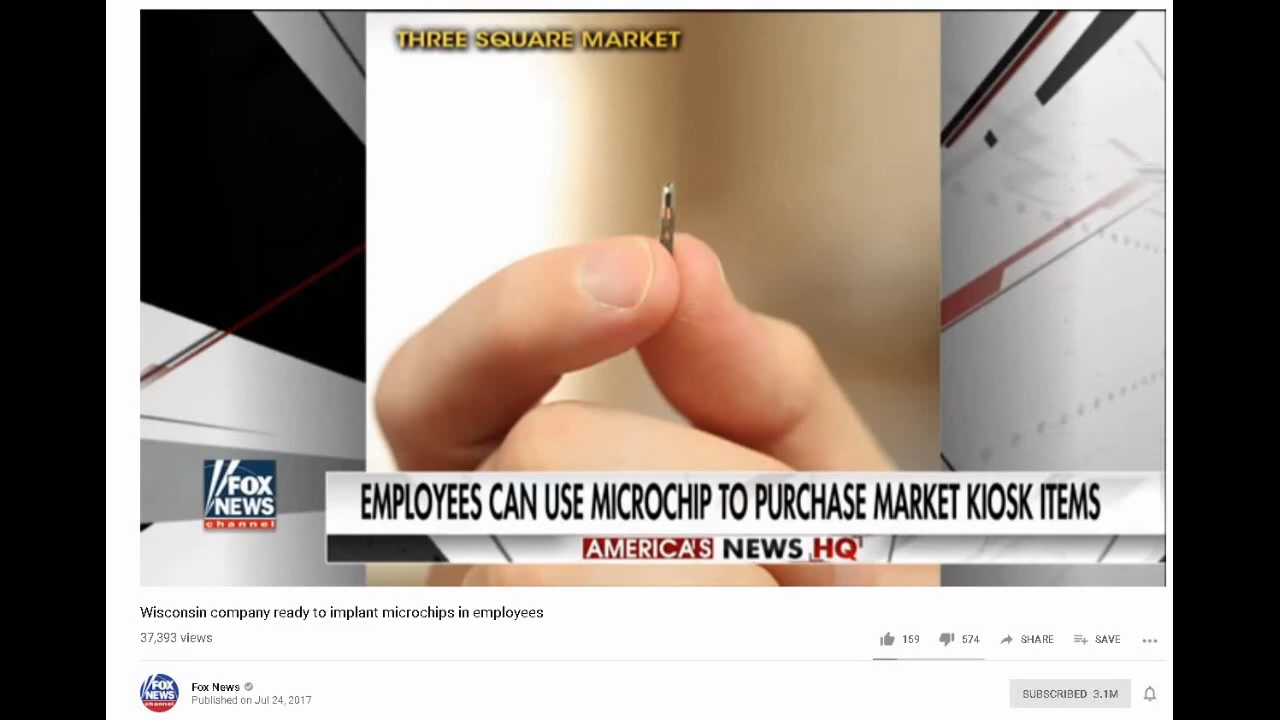 THREE SQUARE MARKET
FOX
NEWS
channel
EMPLOYEES CAN USE MICROCHIP TO PURCHASE MARKET KIOSK ITEMS
AMERICA'S NEWS HQ
Wisconsin company ready to implant microchips in employees
37,393 views
159
574
SHARE
SAVE
FOX
NEWS
channel
Fox News
Published on Jul 24, 2017
SUBSCRIBED 3.1M